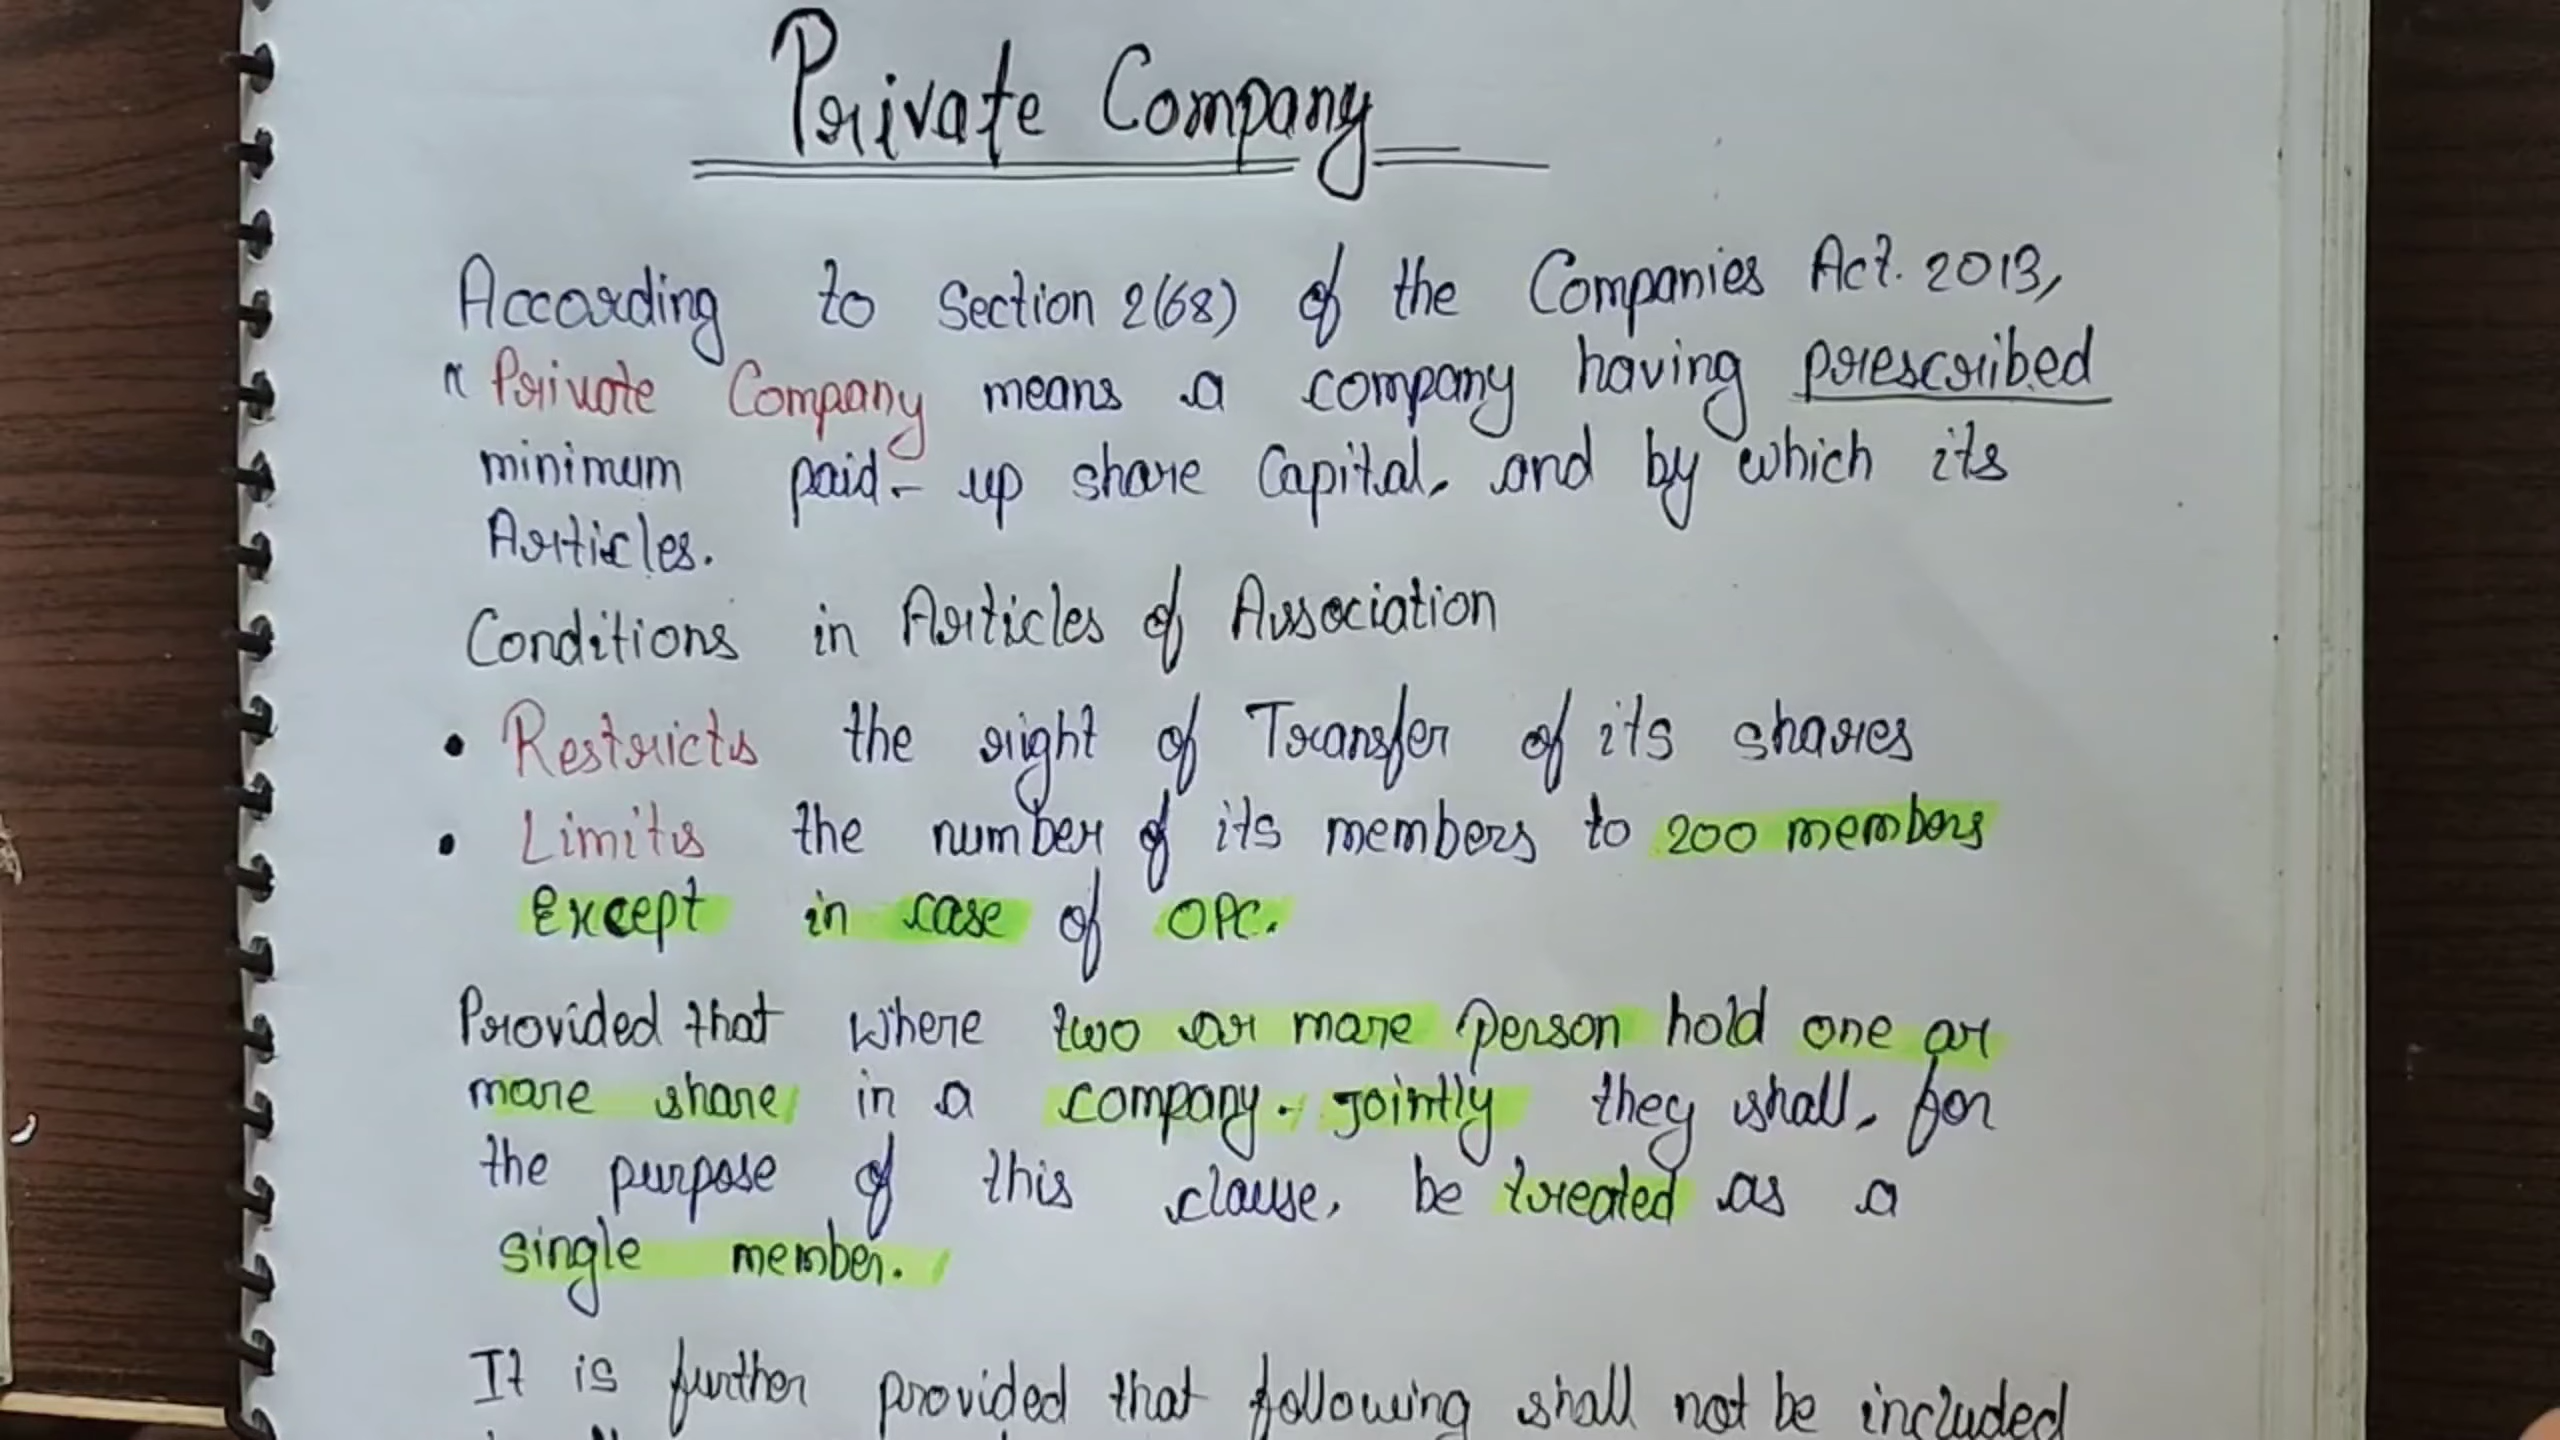 Private Company
According to Section 2(68) of the Companies Act. 2013,
" Private Company means a company having prescribed
minimum paid-up share Capital, and by which its
Articles.
Conditions in Articles of Association
• Restricts the right of Transfer of its shares
• Limits the number of its members to 200 members
Except in case of OPC.
Provided that where two or more person hold one or
more share in a company. jointly they shall, for
the purpose of this clause, be treated as a
single member.
It is further provided that following shall not be included